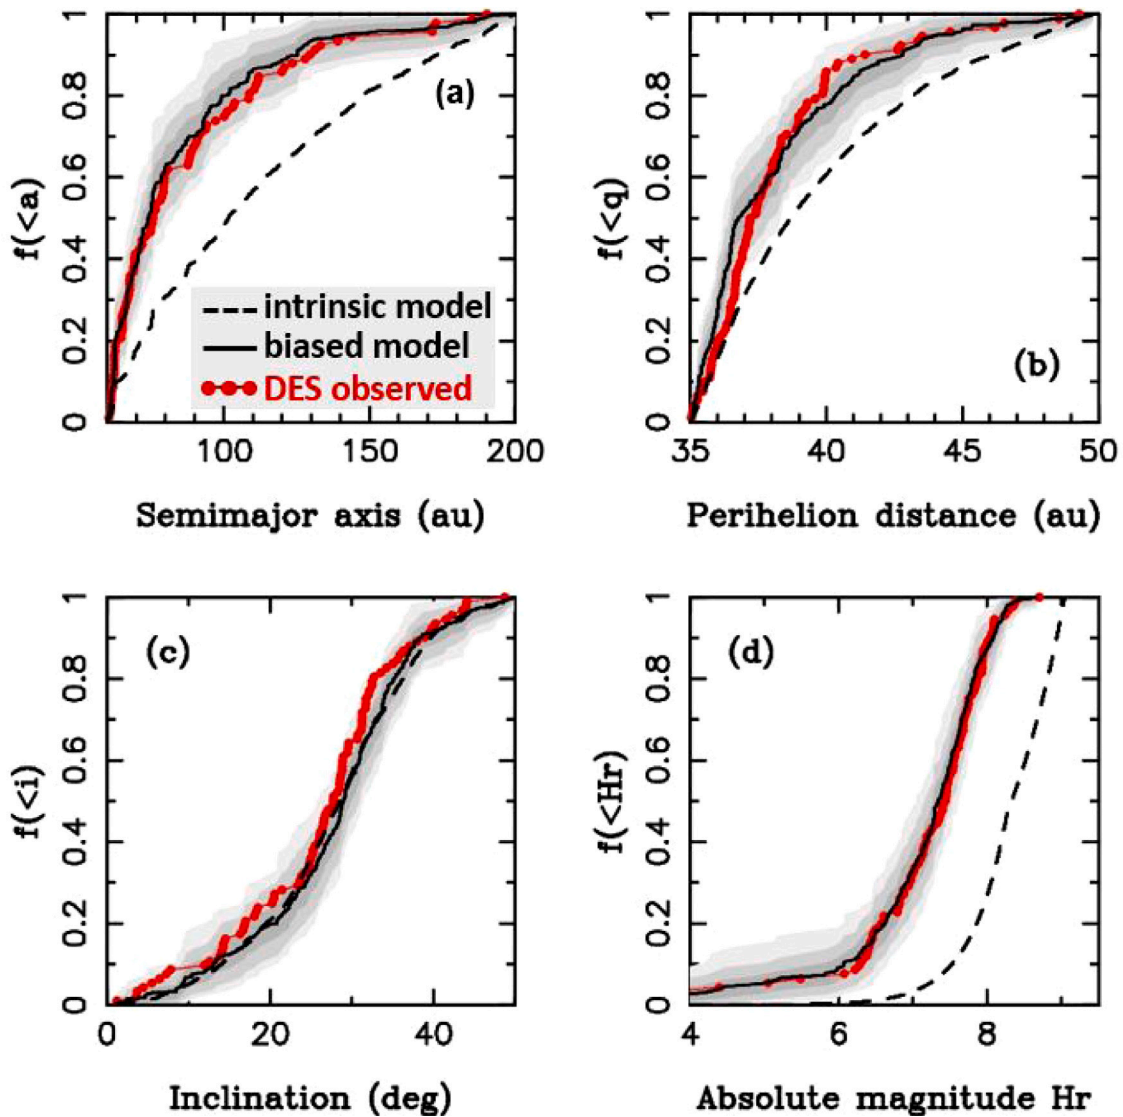 f(<a)
0 0.2 0.4 0.6 0.8 1
(a)
intrinsic model
biased model
DES observed
100 150 200
Semimajor axis (au)
f(<q)
0 0.2 0.4 0.6 0.8 1
(b)
35 40 45 50
Perihelion distance (au)
f(<i)
0 0.2 0.4 0.6 0.8 1
(c)
0 20 40
Inclination (deg)
f(<Hr)
0 0.2 0.4 0.6 0.8 1
(d)
4 6 8
Absolute magnitude Hr